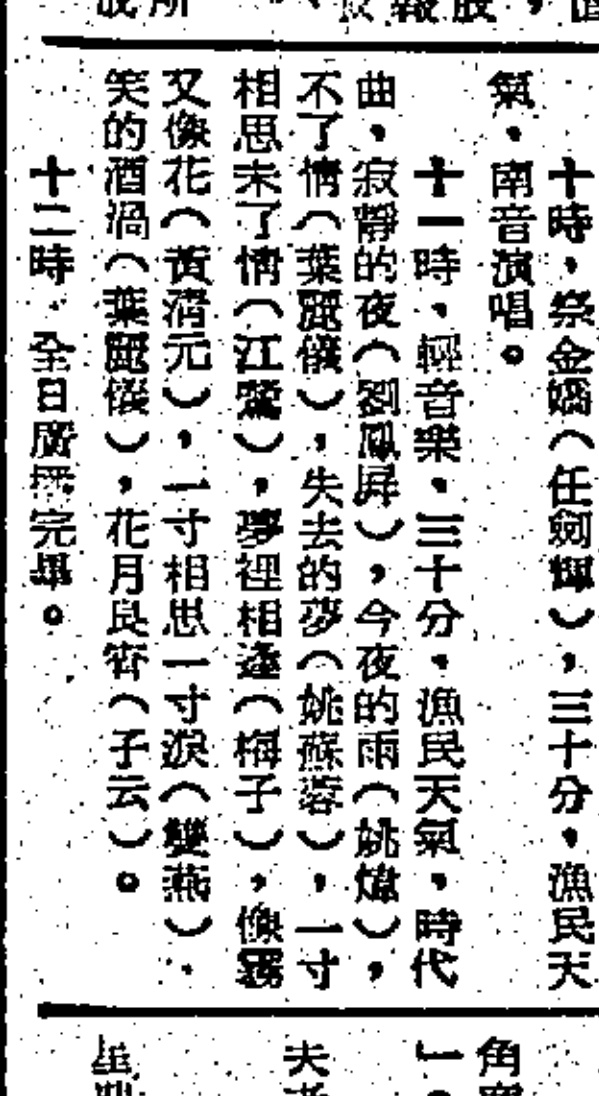 十時，祭金嬌（任劍輝），三十分，漁民天
氣，南音演唱。
十一時，輕音樂，三十分，漁民天氣，時代
曲，寂靜的夜（劉鳳屏），今夜的雨（姚煒），
不了情（葉麗儀），失去的夢（姚蘇蓉），一寸
相思未了情（江鷺），夢裡相逢（梅子），像霧
又像花（黃清元），一寸相思一寸淚（雙燕），
笑的酒渦（葉麗儀），花月良宵（子云）。
十二時，全日廣播完畢。